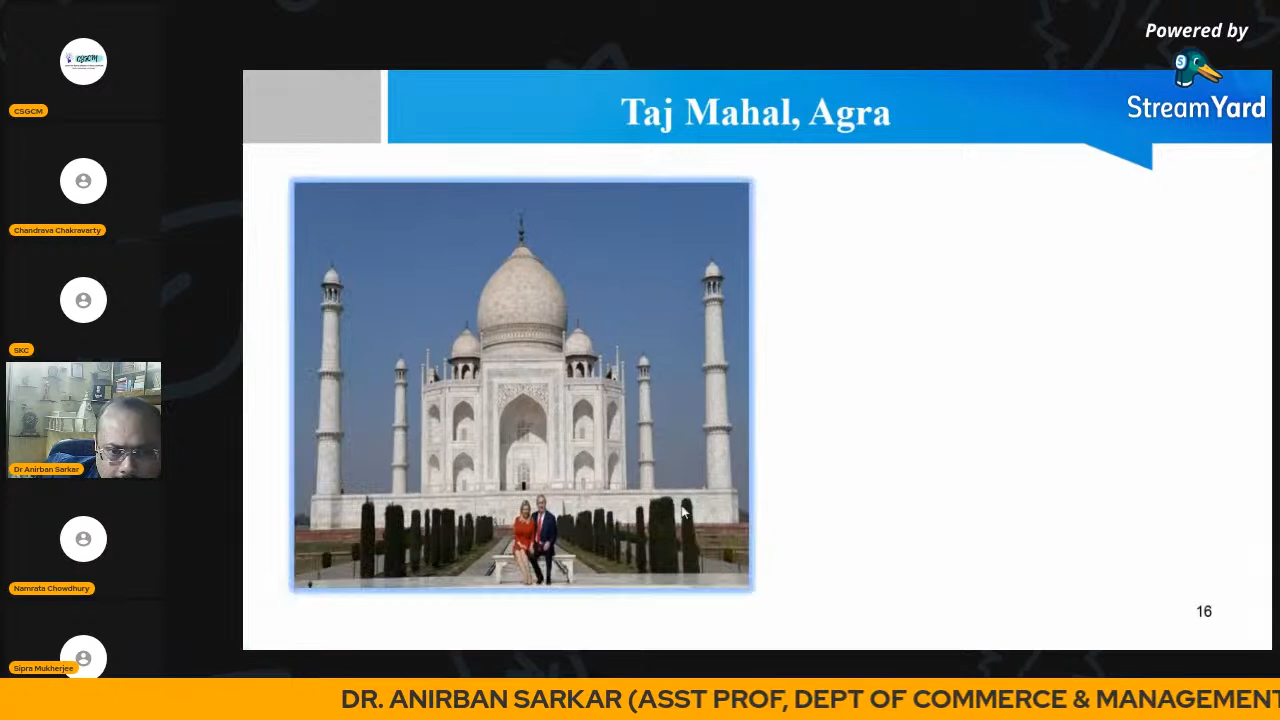 Powered by
StreamYard
Taj Mahal, Agra
CSGCM
Chandrava Chakravarty
SKC
Dr Anirban Sarkar
Namrata Chowdhury
Sipra Mukherjee
16
DR. ANIRBAN SARKAR (ASST PROF, DEPT OF COMMERCE & MANAGEMENT